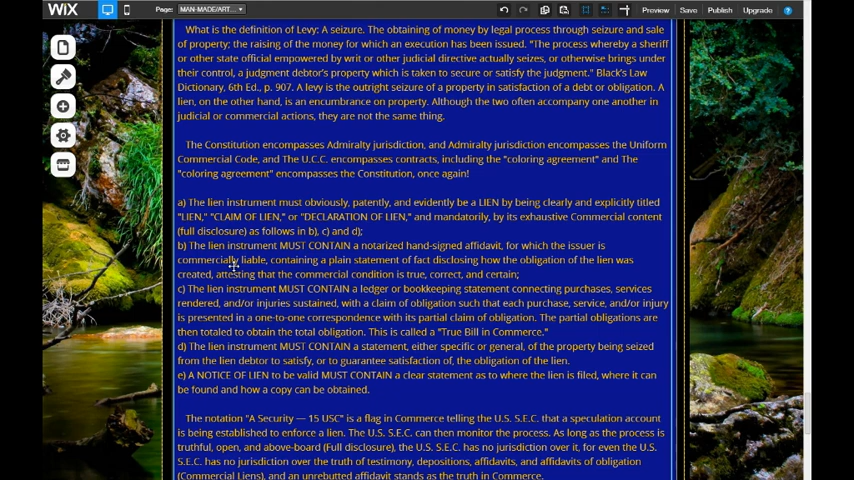 WiX
Page: MAN-MADE/ART...
Preview
Save
Publish
Upgrade
?
What is the definition of Levy: A seizure. The obtaining of money by legal process through seizure and sale
of property; the raising of the money for which an execution has been issued. "The process whereby a sheriff
or other state official empowered by writ or other judicial directive actually seizes, or otherwise brings under
their control, a judgment debtor's property which is taken to secure or satisfy the judgment." Black's Law
Dictionary, 6th Ed., p. 907. A levy is the outright seizure of a property in satisfaction of a debt or obligation. A
lien, on the other hand, is an encumbrance on property. Although the two often accompany one another in
judicial or commercial actions, they are not the same thing.
The Constitution encompasses Admiralty jurisdiction, and Admiralty jurisdiction encompasses the Uniform
Commercial Code, and The U.C.C. encompasses contracts, including the "coloring agreement" and The
"coloring agreement" encompasses the Constitution, once again!
a) The lien instrument must obviously, patently, and evidently be a LIEN by being clearly and explicitly titled
"LIEN," "CLAIM OF LIEN," or "DECLARATION OF LIEN," and mandatorily, by its exhaustive Commercial content
(full disclosure) as follows in b), c) and d);
b) The lien instrument MUST CONTAIN a notarized hand-signed affidavit, for which the issuer is
commercially liable, containing a plain statement of fact disclosing how the obligation of the lien was
created, attesting that the commercial condition is true, correct, and certain;
c) The lien instrument MUST CONTAIN a ledger or bookkeeping statement connecting purchases, services
rendered, and/or injuries sustained, with a claim of obligation such that each purchase, service, and/or injury
is presented in a one-to-one correspondence with its partial claim of obligation. The partial obligations are
then totaled to obtain the total obligation. This is called a "True Bill in Commerce."
d) The lien instrument MUST CONTAIN a statement, either specific or general, of the property being seized
from the lien debtor to satisfy, or to guarantee satisfaction of, the obligation of the lien.
e) A NOTICE OF LIEN to be valid MUST CONTAIN a clear statement as to where the lien is filed, where it can
be found and how a copy can be obtained.
The notation "A Security — 15 USC" is a flag in Commerce telling the U.S. S.E.C. that a speculation account
is being established to enforce a lien. The U.S. S.E.C. can then monitor the process. As long as the process is
truthful, open, and above-board (Full disclosure), the U.S. S.E.C. has no jurisdiction over it, for even the U.S.
S.E.C. has no jurisdiction over the truth of testimony, depositions, affidavits, and affidavits of obligation
(Commercial Liens), and an unrebutted affidavit stands as the truth in Commerce.